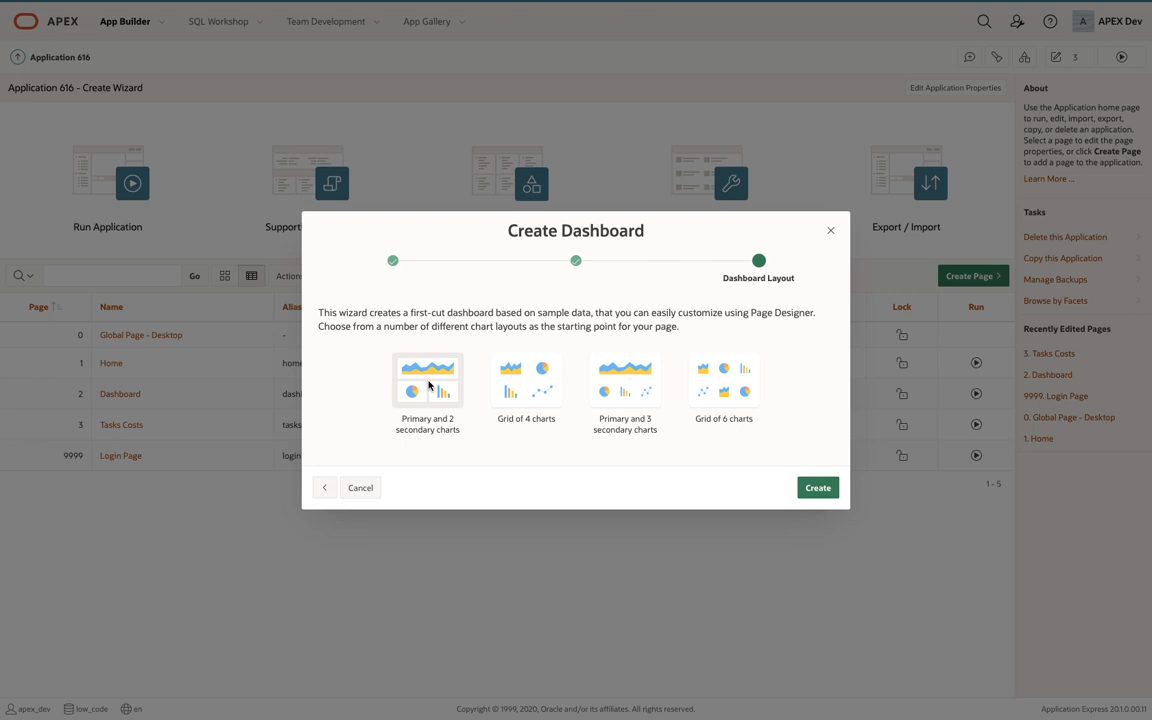 APEX
App Builder
SQL Workshop
Team Development
App Gallery
A
APEX Dev
Application 616
3
Application 616 - Create Wizard
Edit Application Properties
Run Application
Export / Import
Go
Create Page
Page
Name
Lock
Run
0
Global Page - Desktop
-
1
Home
2
Dashboard
3
Tasks Costs
9999
Login Page
1 - 5
Create Dashboard
Dashboard Layout
This wizard creates a first-cut dashboard based on sample data, that you can easily customize using Page Designer.
Choose from a number of different chart layouts as the starting point for your page.
Primary and 2
secondary charts
Grid of 4 charts
Primary and 3
secondary charts
Grid of 6 charts
Cancel
Create
About
Use the Application home page
to run, edit, import, export,
copy, or delete an application.
Select a page to edit the page
properties, or click Create Page
to add a page to the application.
Learn More ...
Tasks
Delete this Application
Copy this Application
Manage Backups
Browse by Facets
Recently Edited Pages
3. Tasks Costs
2. Dashboard
9999. Login Page
0. Global Page - Desktop
1. Home
apex_dev
low_code
en
Copyright © 1999, 2020, Oracle and/or its affiliates. All rights reserved.
Application Express 20.1.0.00.11